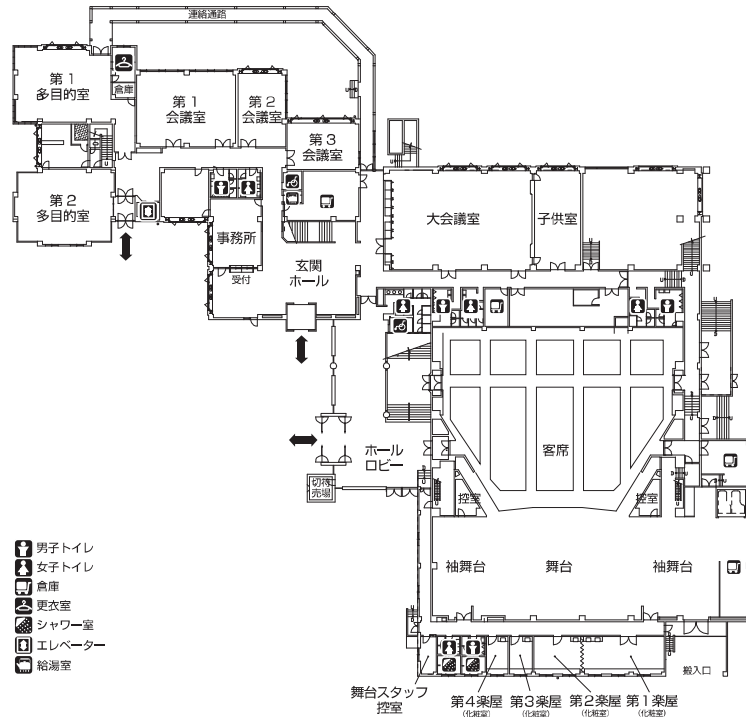 連絡通路
第1
多目的室
倉庫
第1
会議室
第2
会議室
第3
会議室
第2
多目的室
事務所
受付
玄関
ホール
大会議室
子供室
ホール
ロビー
切符
売場
客席
控室
控室
袖舞台
舞台
袖舞台
男子トイレ
女子トイレ
倉庫
更衣室
シャワー室
エレベーター
給湯室
舞台スタッフ
控室
第4楽屋
(化粧室)
第3楽屋
(化粧室)
第2楽屋
(化粧室)
第1楽屋
(化粧室)
搬入口